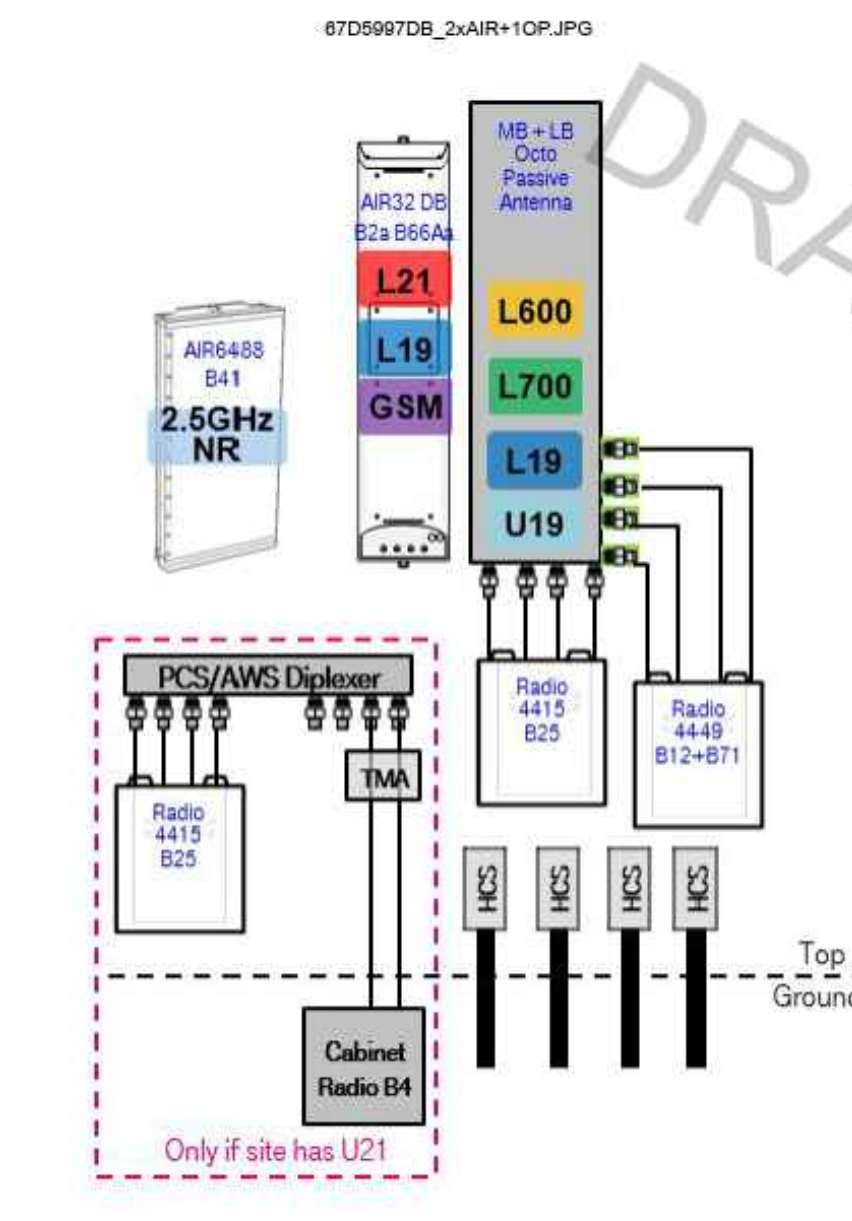 67D5997DB_2xAIR+1OP.JPG
MB + LB
Octo
Passive
Antenna
AIR32 DB
B2a B66Aa
L21
L19
GSM
AIR6488
B41
2.5GHz
NR
L600
L700
L19
U19
PCS/AWS Diplexer
TMA
Radio
4415
B25
Radio
4415
B25
Radio
4449
B12+B71
HCS
HCS
HCS
HCS
Top
Cabinet
Radio B4
Only if site has U21